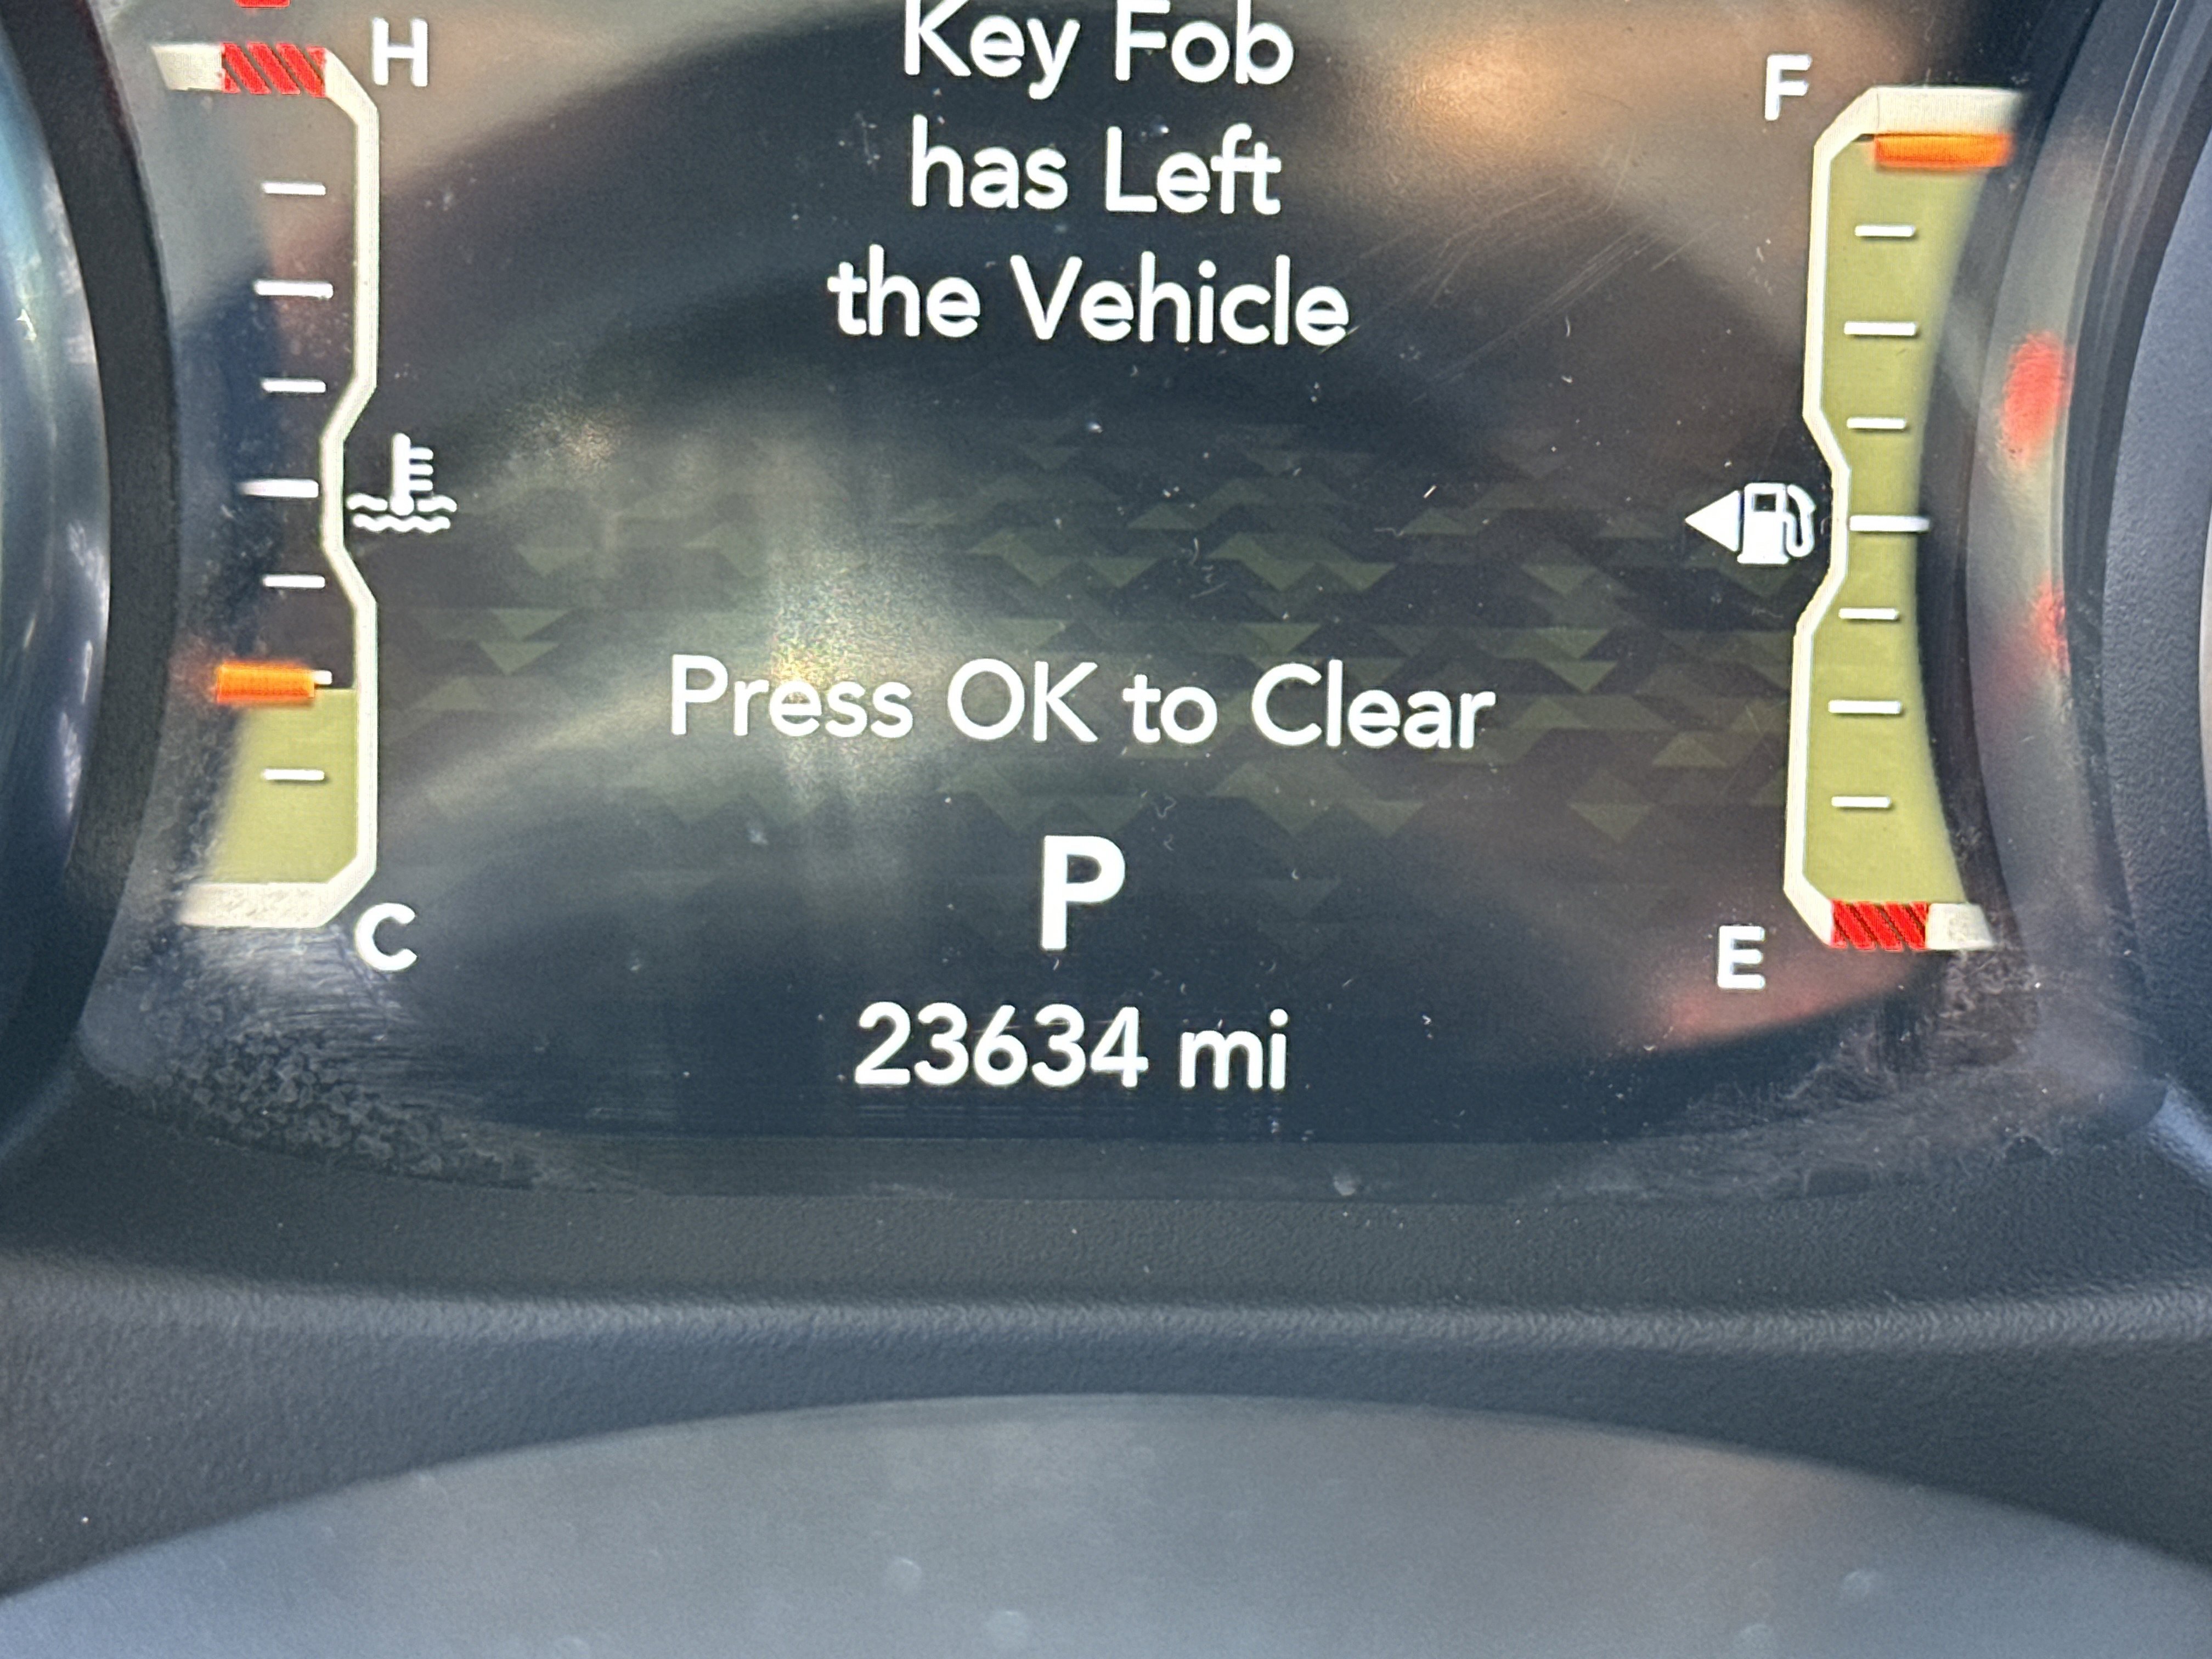 Key Fob
has Left
the Vehicle
H
F
Press OK to Clear
P
C
E
23634 mi